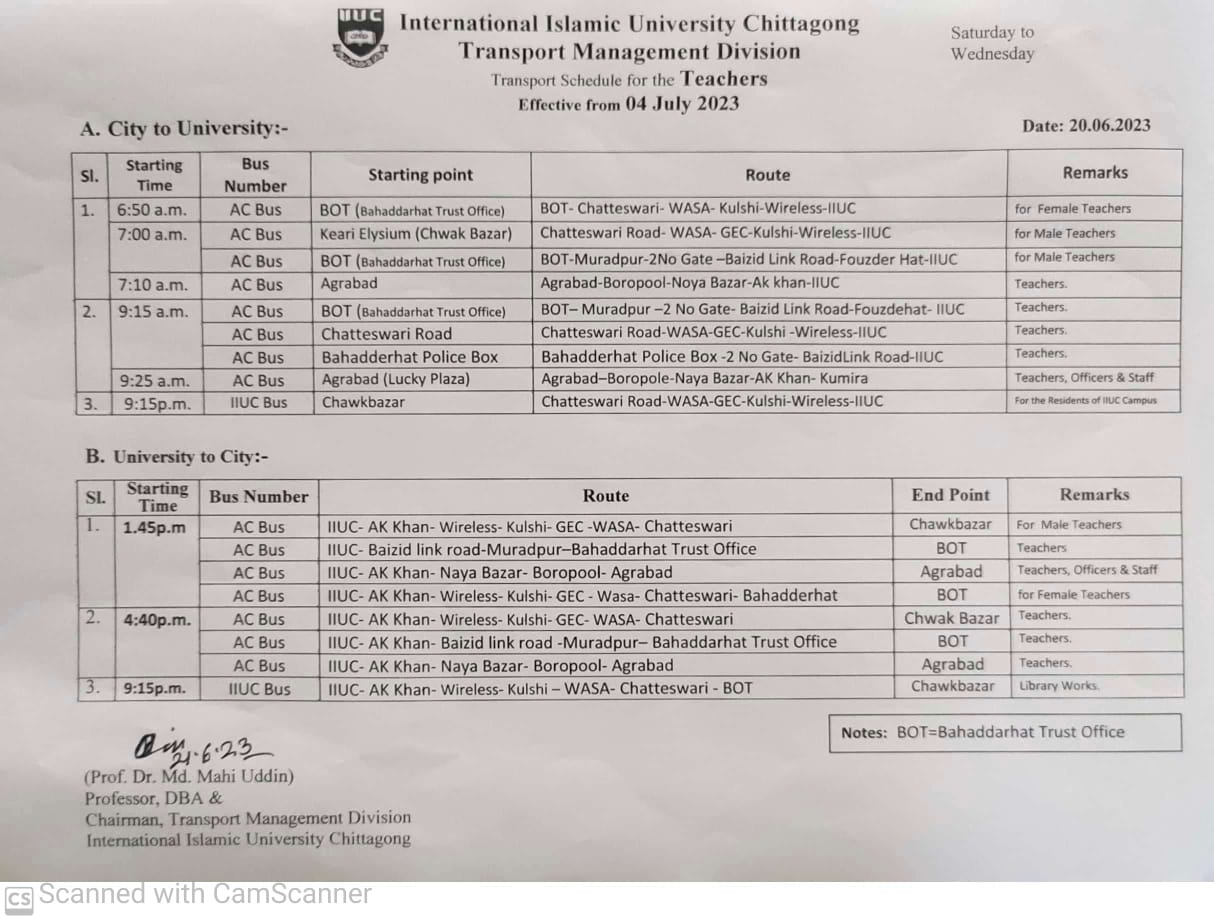 IIUC
International Islamic University Chittagong
Transport Management Division
Transport Schedule for the Teachers
Effective from 04 July 2023
Saturday to
Wednesday
A. City to University:-
Date: 20.06.2023
Sl. Starting Time Bus Number Starting point Route Remarks
1. 6:50 a.m. AC Bus BOT (Bahaddarhat Trust Office) BOT- Chatteswari- WASA- Kulshi-Wireless-IIUC for Female Teachers
7:00 a.m. AC Bus Keari Elysium (Chwak Bazar) Chatteswari Road- WASA- GEC-Kulshi-Wireless-IIUC for Male Teachers
AC Bus BOT (Bahaddarhat Trust Office) BOT-Muradpur-2No Gate –Baizid Link Road-Fouzder Hat-IIUC for Male Teachers
7:10 a.m. AC Bus Agrabad Agrabad-Boropool-Noya Bazar-Ak khan-IIUC Teachers.
2. 9:15 a.m. AC Bus BOT (Bahaddarhat Trust Office) BOT– Muradpur –2 No Gate- Baizid Link Road-Fouzdehat- IIUC Teachers.
AC Bus Chatteswari Road Chatteswari Road-WASA-GEC-Kulshi -Wireless-IIUC Teachers.
AC Bus Bahadderhat Police Box Bahadderhat Police Box -2 No Gate- BaizidLink Road-IIUC Teachers.
9:25 a.m. AC Bus Agrabad (Lucky Plaza) Agrabad–Boropole-Naya Bazar-AK Khan- Kumira Teachers, Officers & Staff
3. 9:15p.m. IIUC Bus Chawkbazar Chatteswari Road-WASA-GEC-Kulshi-Wireless-IIUC For the Residents of IIUC Campus
B. University to City:-
Sl. Starting Time Bus Number Route End Point Remarks
1. 1.45p.m AC Bus IIUC- AK Khan- Wireless- Kulshi- GEC -WASA- Chatteswari Chawkbazar For Male Teachers
AC Bus IIUC- Baizid link road-Muradpur–Bahaddarhat Trust Office BOT Teachers
AC Bus IIUC- AK Khan- Naya Bazar- Boropool- Agrabad Agrabad Teachers, Officers & Staff
AC Bus IIUC- AK Khan- Wireless- Kulshi- GEC - Wasa- Chatteswari- Bahadderhat BOT for Female Teachers
2. 4:40p.m. AC Bus IIUC- AK Khan- Wireless- Kulshi- GEC- WASA- Chatteswari Chwak Bazar Teachers.
AC Bus IIUC- AK Khan- Baizid link road -Muradpur– Bahaddarhat Trust Office BOT Teachers.
AC Bus IIUC- AK Khan- Naya Bazar- Boropool- Agrabad Agrabad Teachers.
3. 9:15p.m. IIUC Bus IIUC- AK Khan- Wireless- Kulshi – WASA- Chatteswari - BOT Chawkbazar Library Works.
Notes: BOT=Bahaddarhat Trust Office
21.6.23
(Prof. Dr. Md. Mahi Uddin)
Professor, DBA &
Chairman, Transport Management Division
International Islamic University Chittagong
CS Scanned with CamScanner